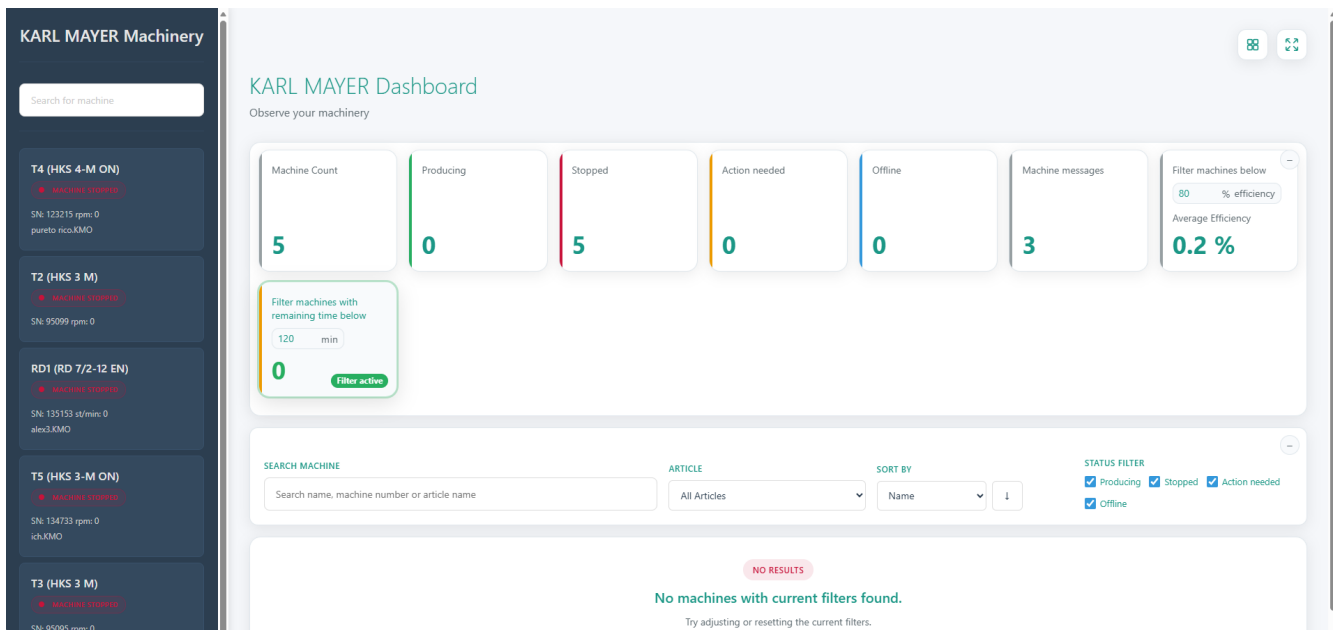 KARL MAYER Machinery
Search for machine
T4 (HKS 4-M ON)
MACHINE STOPPED
SN: 123215 rpm: 0
pureto rico.KMO
T2 (HKS 3 M)
MACHINE STOPPED
SN: 95099 rpm: 0
RD1 (RD 7/2-12 EN)
MACHINE STOPPED
SN: 135153 st/min: 0
alex3.KMO
T5 (HKS 3-M ON)
MACHINE STOPPED
SN: 134733 rpm: 0
ich.KMO
T3 (HKS 3 M)
MACHINE STOPPED
SN: 95095 rpm: 0
KARL MAYER Dashboard
Observe your machinery
Machine Count
5
Producing
0
Stopped
5
Action needed
0
Offline
0
Machine messages
3
Filter machines below
80 % efficiency
Average Efficiency
0.2 %
Filter machines with
remaining time below
120 min
0
Filter active
SEARCH MACHINE
Search name, machine number or article name
ARTICLE
All Articles
SORT BY
Name
↓
STATUS FILTER
Producing Stopped Action needed
Offline
NO RESULTS
No machines with current filters found.
Try adjusting or resetting the current filters.